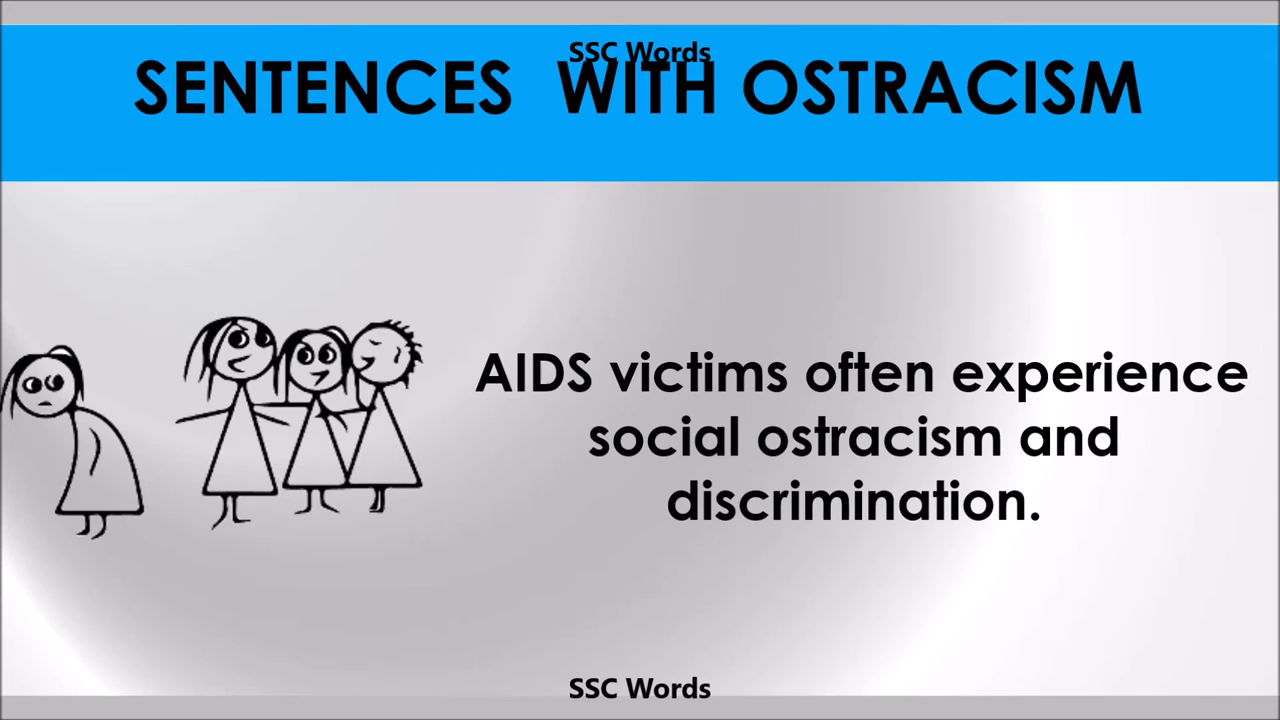 SSC Words
SENTENCES WITH OSTRACISM
AIDS victims often experience
social ostracism and
discrimination.
SSC Words